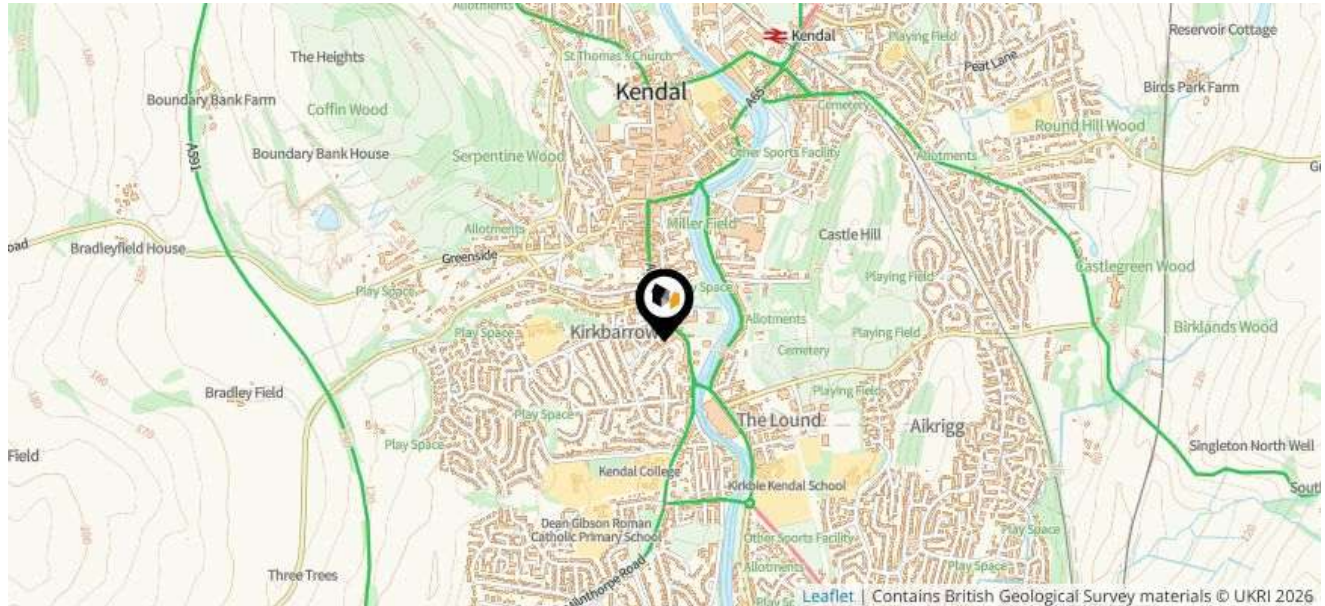 Allotments
Kendal
Playing Field
Reservoir Cottage
The Heights
St Thomas's Church
Peat Lane
Birds Park Farm
Kendal
Boundary Bank Farm
Coffin Wood
A65
Cemetery
Round Hill Wood
A591
Boundary Bank House
Serpentine Wood
Other Sports Facility
Allotments
Miller Field
Allotments
Castle Hill
Bradleyfield House
Greenside
Castlegreen Wood
Playing Field
Play Space
Space
Allotments
Birklands Wood
Play Space
Kirkbarrow
Playing Field
Cemetery
Bradley Field
Playing Field
Play Space
The Lound
Aikrigg
Play Space
Field
Singleton North Well
Kendal College
Kirkbie Kendal School
Dean Gibson Roman
Catholic Primary School
Other Sports Facility
Play Space
Three Trees
Allotments
Play Space
Leaflet | Contains British Geological Survey materials © UKRI 2026